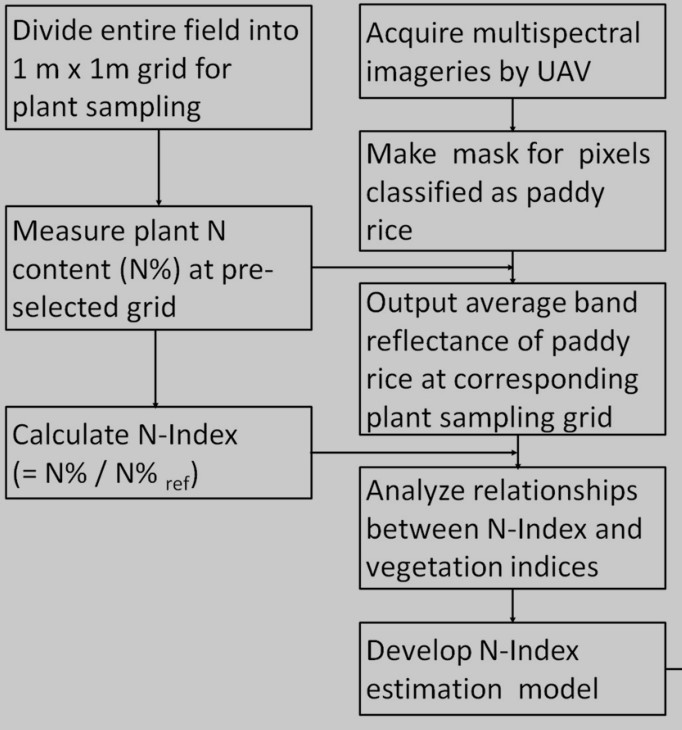 Divide entire field into
1 m x 1m grid for
plant sampling
Measure plant N
content (N%) at pre-
selected grid
Calculate N-Index
(= N% / N% ref)
Acquire multispectral
imageries by UAV
Make mask for pixels
classified as paddy
rice
Output average band
reflectance of paddy
rice at corresponding
plant sampling grid
Analyze relationships
between N-Index and
vegetation indices
Develop N-Index
estimation model